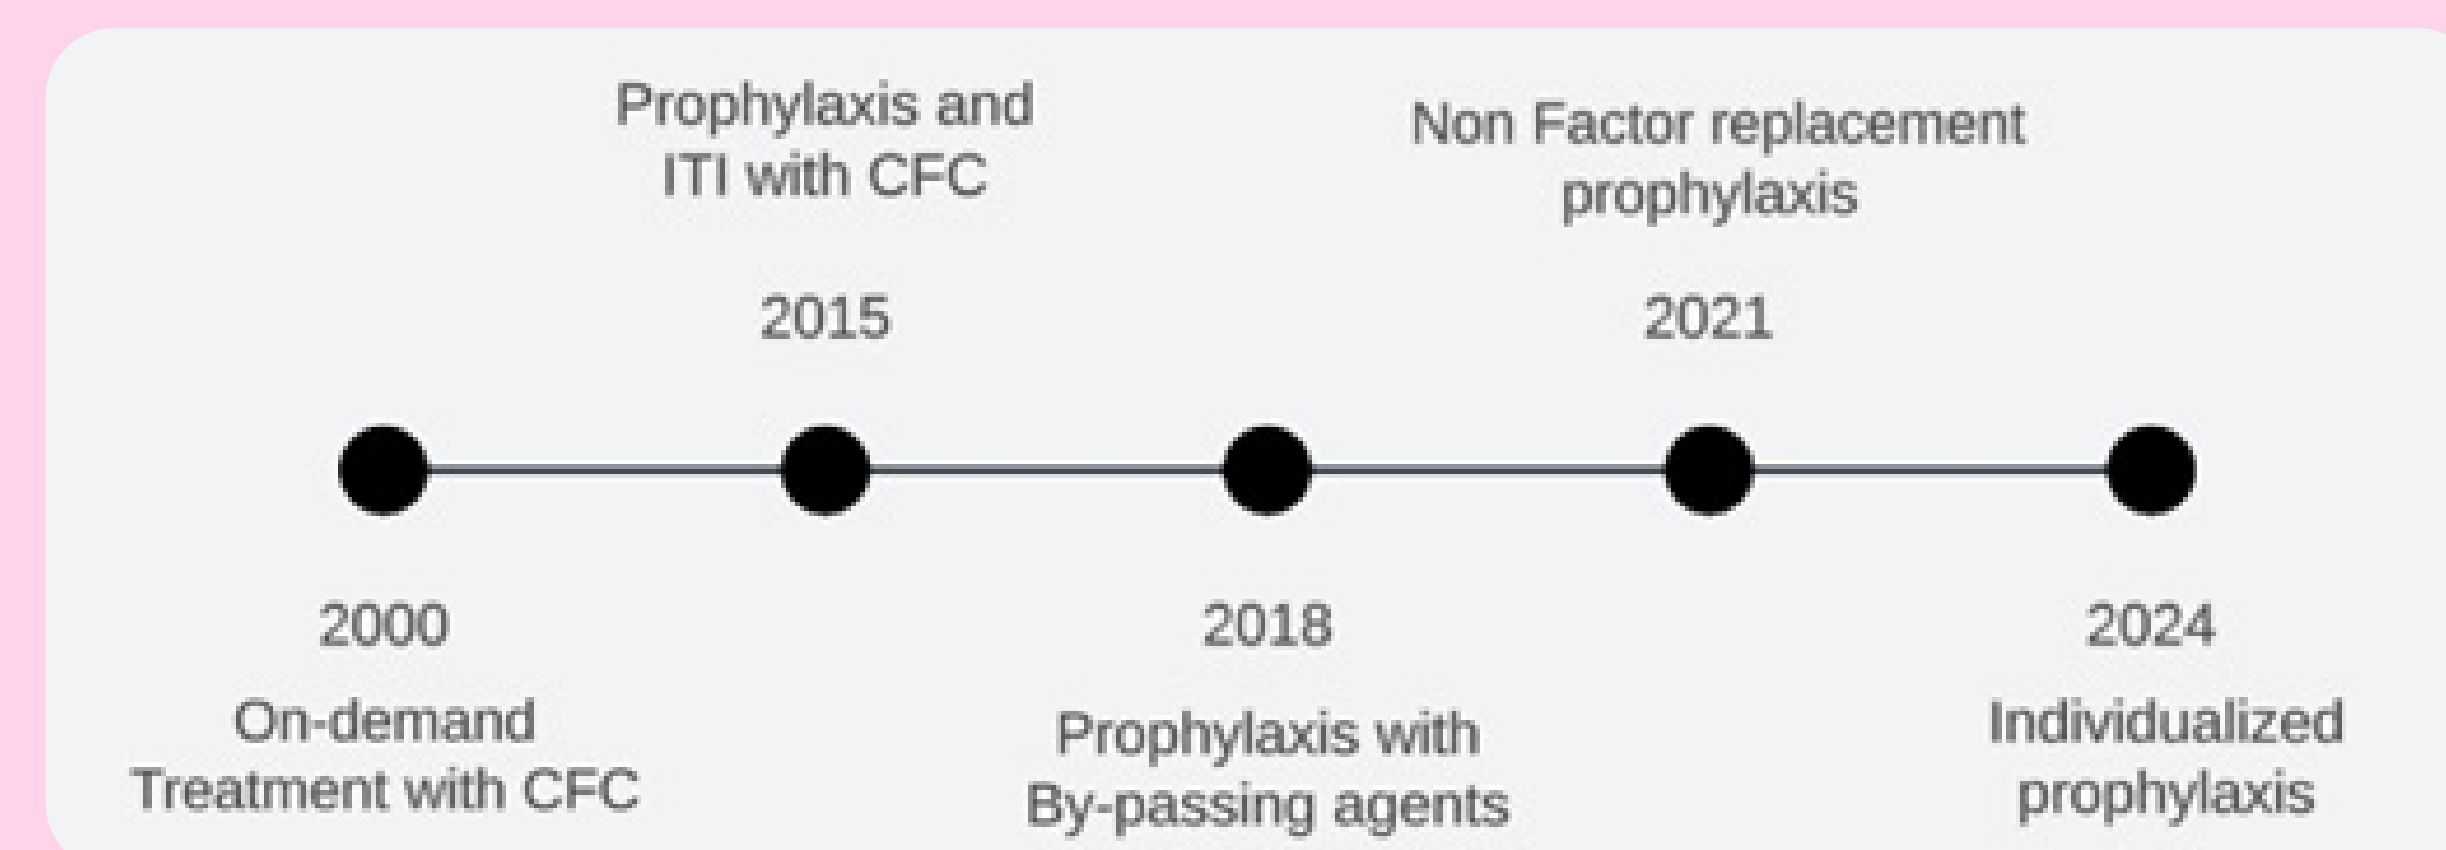 Prophylaxis and
ITI with CFC
2015
Non Factor replacement
prophylaxis
2021
2000
On-demand
Treatment with CFC
2018
Prophylaxis with
By-passing agents
2024
Individualized
prophylaxis